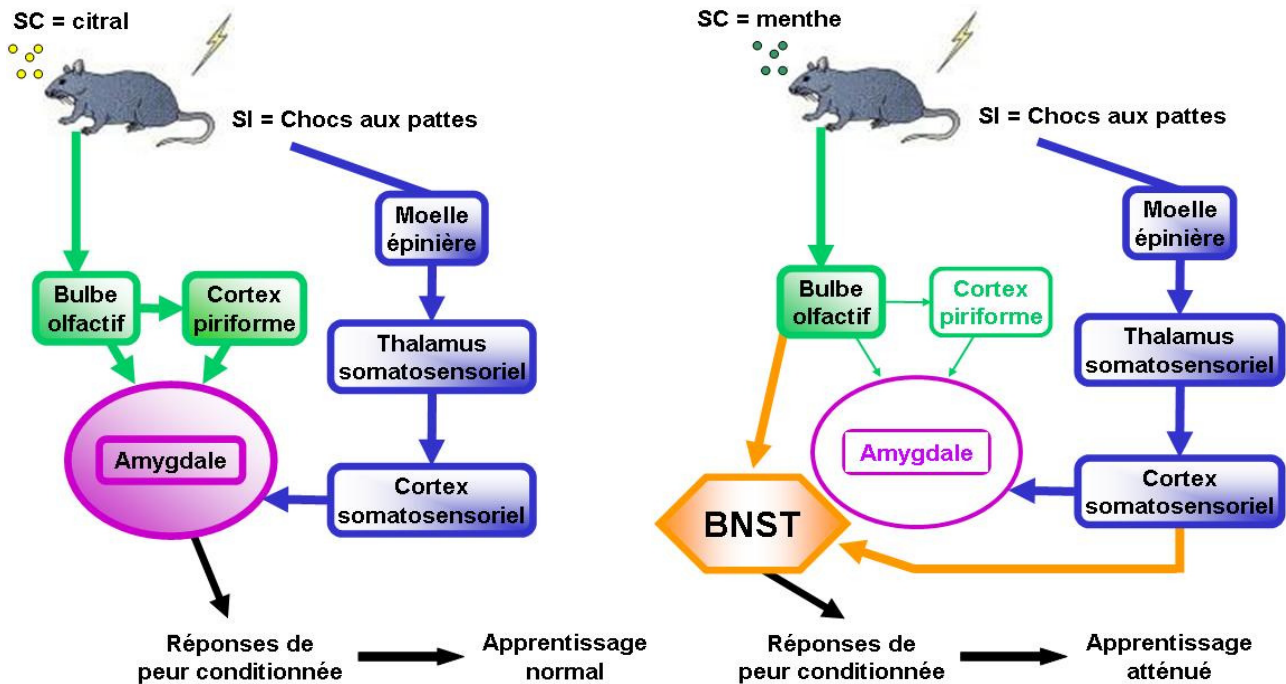 SC = citral
SI = Chocs aux pattes
Moelle
épinière
Bulbe
olfactif
Cortex
piriforme
Thalamus
somatosensoriel
Amygdale
Cortex
somatosensoriel
Réponses de
peur conditionnée
Apprentissage
normal
SC = menthe
SI = Chocs aux pattes
Moelle
épinière
Bulbe
olfactif
Cortex
piriforme
Thalamus
somatosensoriel
Amygdale
Cortex
somatosensoriel
BNST
Réponses de
peur conditionnée
Apprentissage
atténué